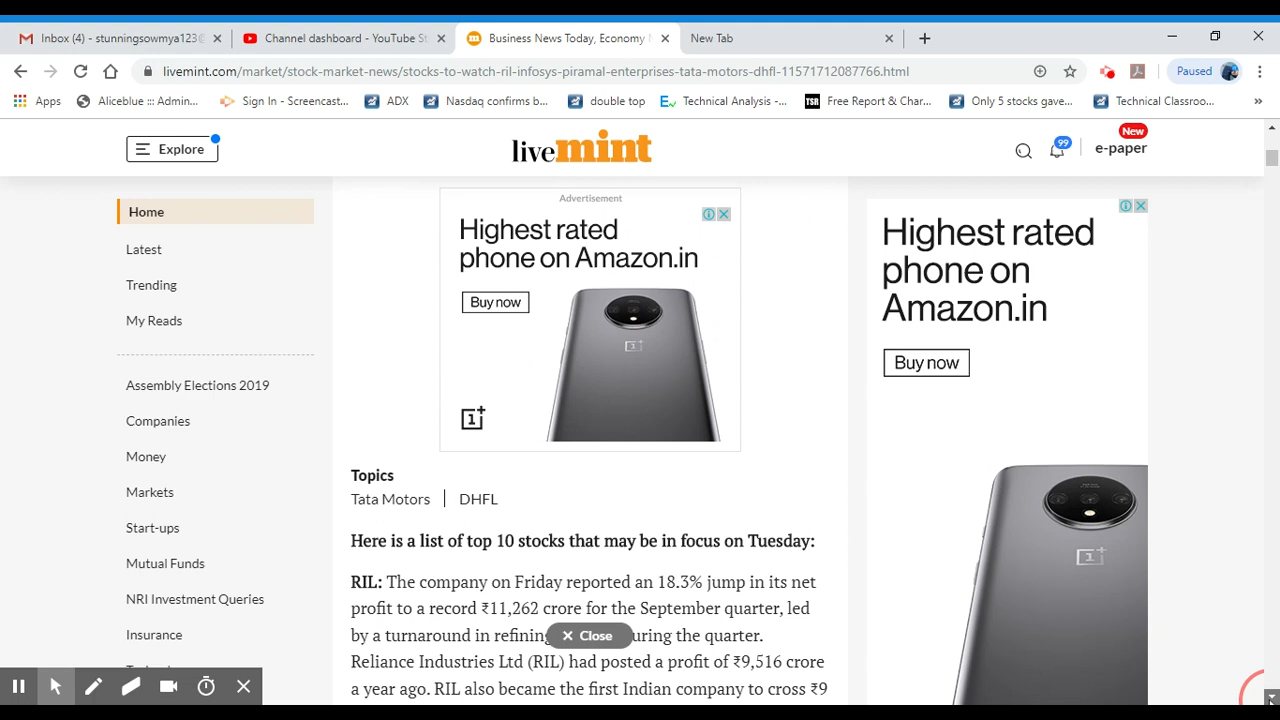 Inbox (4) - stunningsowmya123@
Channel dashboard - YouTube St
Business News Today, Economy N
New Tab
livemint.com/market/stock-market-news/stocks-to-watch-ril-infosys-piramal-enterprises-tata-motors-dhfl-11571712087766.html
Paused
Apps
Aliceblue ::: Admin...
Sign In - Screencast...
ADX
Nasdaq confirms b...
double top
Technical Analysis -...
TSR
Free Report & Char...
Only 5 stocks gave...
Technical Classroo...
»
Explore
livemint
99
New
e-paper
Home
Latest
Trending
My Reads
Assembly Elections 2019
Companies
Money
Markets
Start-ups
Mutual Funds
NRI Investment Queries
Insurance
Advertisement
Highest rated
phone on Amazon.in
Buy now
Topics
Tata Motors | DHFL
Here is a list of top 10 stocks that may be in focus on Tuesday:
RIL: The company on Friday reported an 18.3% jump in its net
profit to a record ₹11,262 crore for the September quarter, led
by a turnaround in refining during the quarter.
Close
Reliance Industries Ltd (RIL) had posted a profit of ₹9,516 crore
a year ago. RIL also became the first Indian company to cross ₹9
Highest rated
phone on
Amazon.in
Buy now